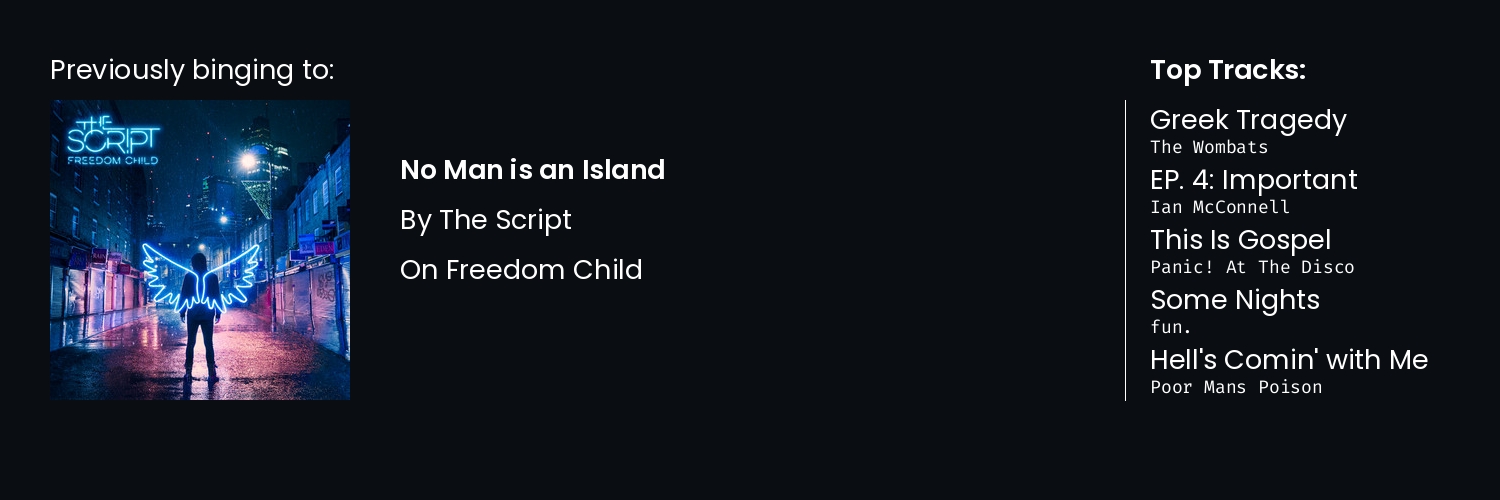 Previously binging to:
THE
SCRIPT
FREEDOM CHILD
No Man is an Island
By The Script
On Freedom Child
Top Tracks:
Greek Tragedy
The Wombats
EP. 4: Important
Ian McConnell
This Is Gospel
Panic! At The Disco
Some Nights
fun.
Hell's Comin' with Me
Poor Mans Poison